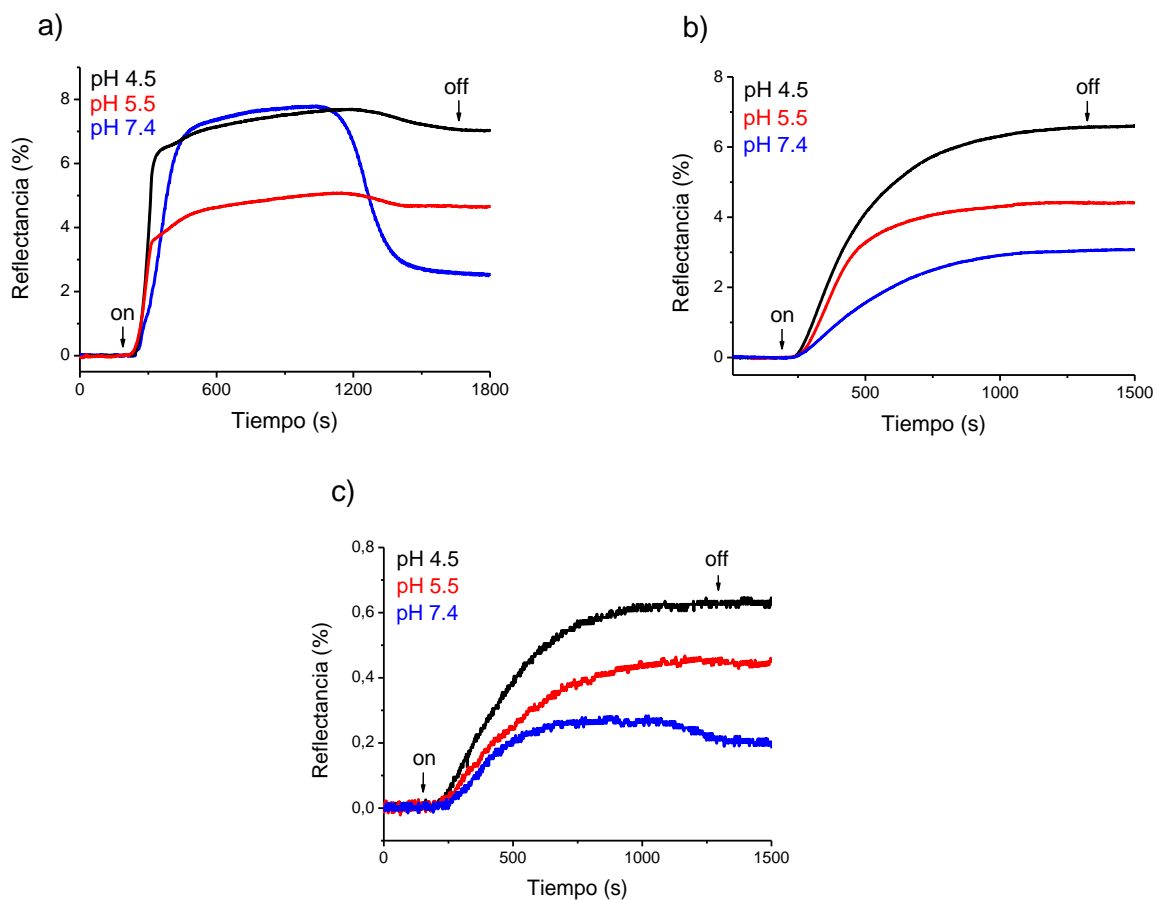 a)
pH 4.5
pH 5.5
pH 7.4
off
on
Reflectancia (%)
8
6
4
2
0
0 600 1200 1800
Tiempo (s)
b)
pH 4.5
pH 5.5
pH 7.4
off
on
Reflectancia (%)
8
6
4
2
0
500 1000 1500
Tiempo (s)
c)
pH 4.5
pH 5.5
pH 7.4
off
on
Reflectancia (%)
0,8
0,6
0,4
0,2
0,0
0 500 1000 1500
Tiempo (s)